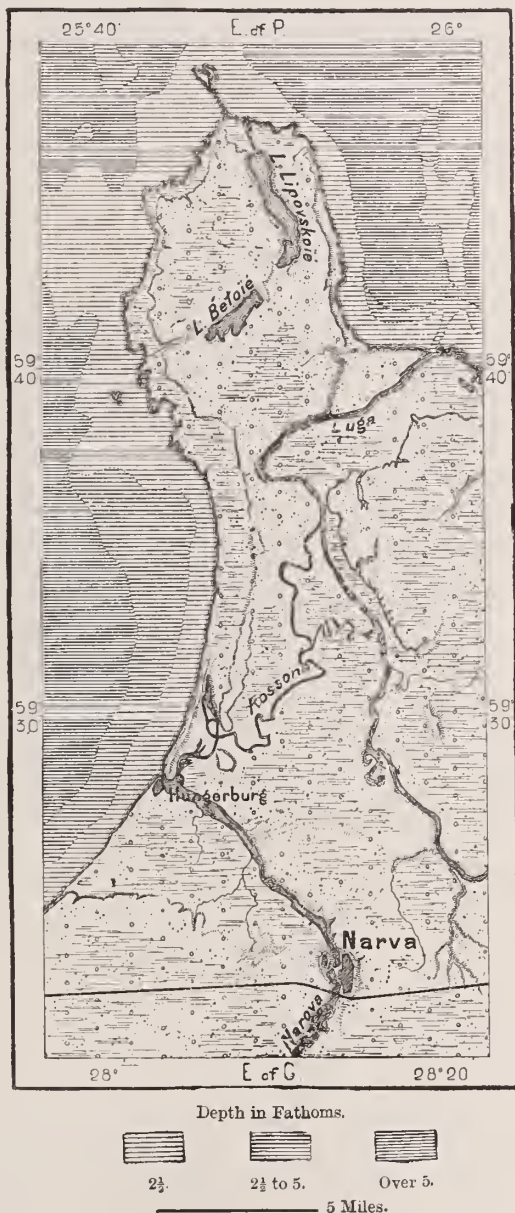 25°40' E. of P. 26°
L. Lipovskoie
L. Béłoié
59° 40' 59° 40'
Luga
Rosson
59° 30' 59° 30'
Hungerburg
Narva
Narova
28° E. of G. 28°20'
Depth in Fathoms.
2½. 2½ to 5. Over 5.
5 Miles.